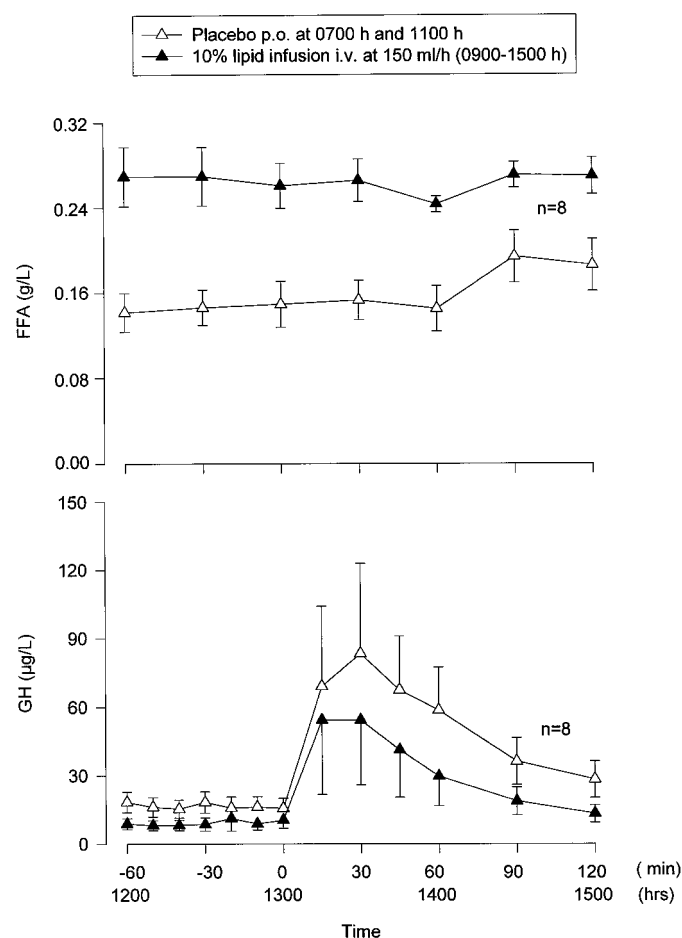 Placebo p.o. at 0700 h and 1100 h
10% lipid infusion i.v. at 150 ml/h (0900-1500 h)
0.32
0.24
0.16
0.08
0.00
FFA (g/L)
n=8
150
120
90
60
30
0
GH (µg/L)
n=8
-60 -30 0 30 60 90 120 ( min)
1200 1300 1400 1500 (hrs)
Time